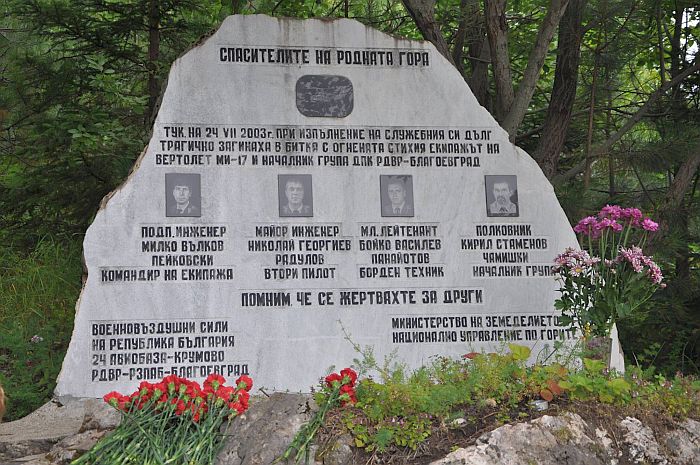 СПАСИТЕЛИТЕ НА РОДНАТА ГОРА
ТУК, НА 24 VII 2003г. ПРИ ИЗПЪЛНЕНИЕ НА СЛУЖЕБНИЯ СИ ДЪЛГ
ТРАГИЧНО ЗАГИНАХА В БИТКА С ОГНЕНАТА СТИХИЯ ЕКИПАЖЪТ НА
ВЕРТОЛЕТ МИ-17 И НАЧАЛНИК ГРУПА ДПК РДВР-БЛАГОЕВГРАД
ПОДП. ИНЖЕНЕР
МИЛКО ВЪЛКОВ
ПЕЙКОВСКИ
КОМАНДИР НА ЕКИПАЖА
МАЙОР ИНЖЕНЕР
НИКОЛАЙ ГЕОРГИЕВ
РАДУЛОВ
ВТОРИ ПИЛОТ
МЛ. ЛЕЙТЕНАНТ
БОЙКО ВАСИЛЕВ
ПАНАЙОТОВ
БОРДЕН ТЕХНИК
ПОЛКОВНИК
КИРИЛ СТАМЕНОВ
ЧАМИШКИ
НАЧАЛНИК ГРУПА
ПОМНИМ, ЧЕ СЕ ЖЕРТВАХТЕ ЗА ДРУГИ
ВОЕННОВЪЗДУШНИ СИЛИ
НА РЕПУБЛИКА БЪЛГАРИЯ
24 АВИОБАЗА-КРУМОВО
РДВР-РЗПАБ-БЛАГОЕВГРАД
МИНИСТЕРСТВО НА ЗЕМЕДЕЛИЕТО
НАЦИОНАЛНО УПРАВЛЕНИЕ ПО ГОРИТЕ